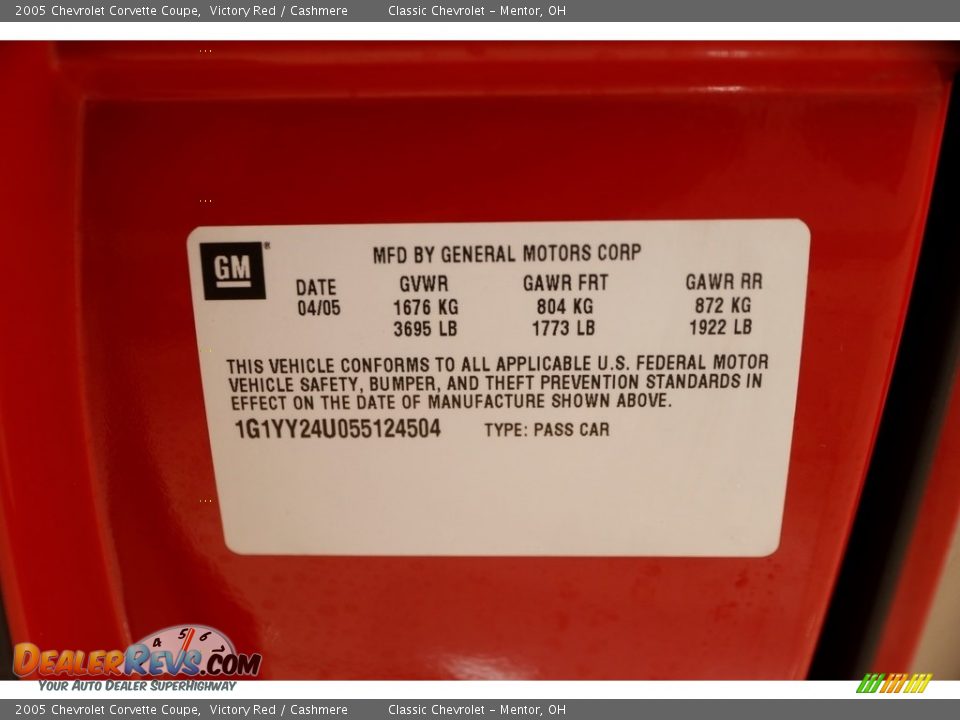 2005 Chevrolet Corvette Coupe, Victory Red / Cashmere Classic Chevrolet – Mentor, OH
GM®
MFD BY GENERAL MOTORS CORP
DATE GVWR GAWR FRT GAWR RR
04/05 1676 KG 804 KG 872 KG
3695 LB 1773 LB 1922 LB
THIS VEHICLE CONFORMS TO ALL APPLICABLE U.S. FEDERAL MOTOR
VEHICLE SAFETY, BUMPER, AND THEFT PREVENTION STANDARDS IN
EFFECT ON THE DATE OF MANUFACTURE SHOWN ABOVE.
1G1YY24U055124504 TYPE: PASS CAR
4 5 6 7
DealerRevs.com
Your Auto Dealer SuperHighway
2005 Chevrolet Corvette Coupe, Victory Red / Cashmere Classic Chevrolet – Mentor, OH